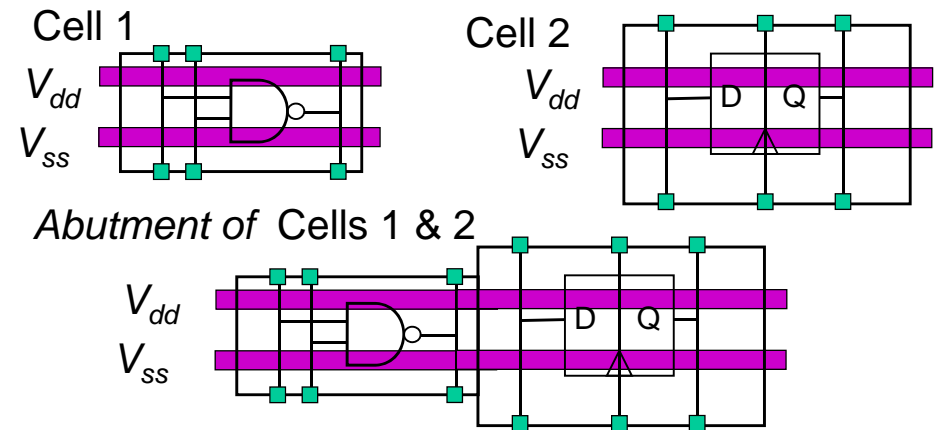 Cell 1
Vdd
Vss
Cell 2
Vdd
D Q
Vss
Abutment of Cells 1 & 2
Vdd
D Q
Vss